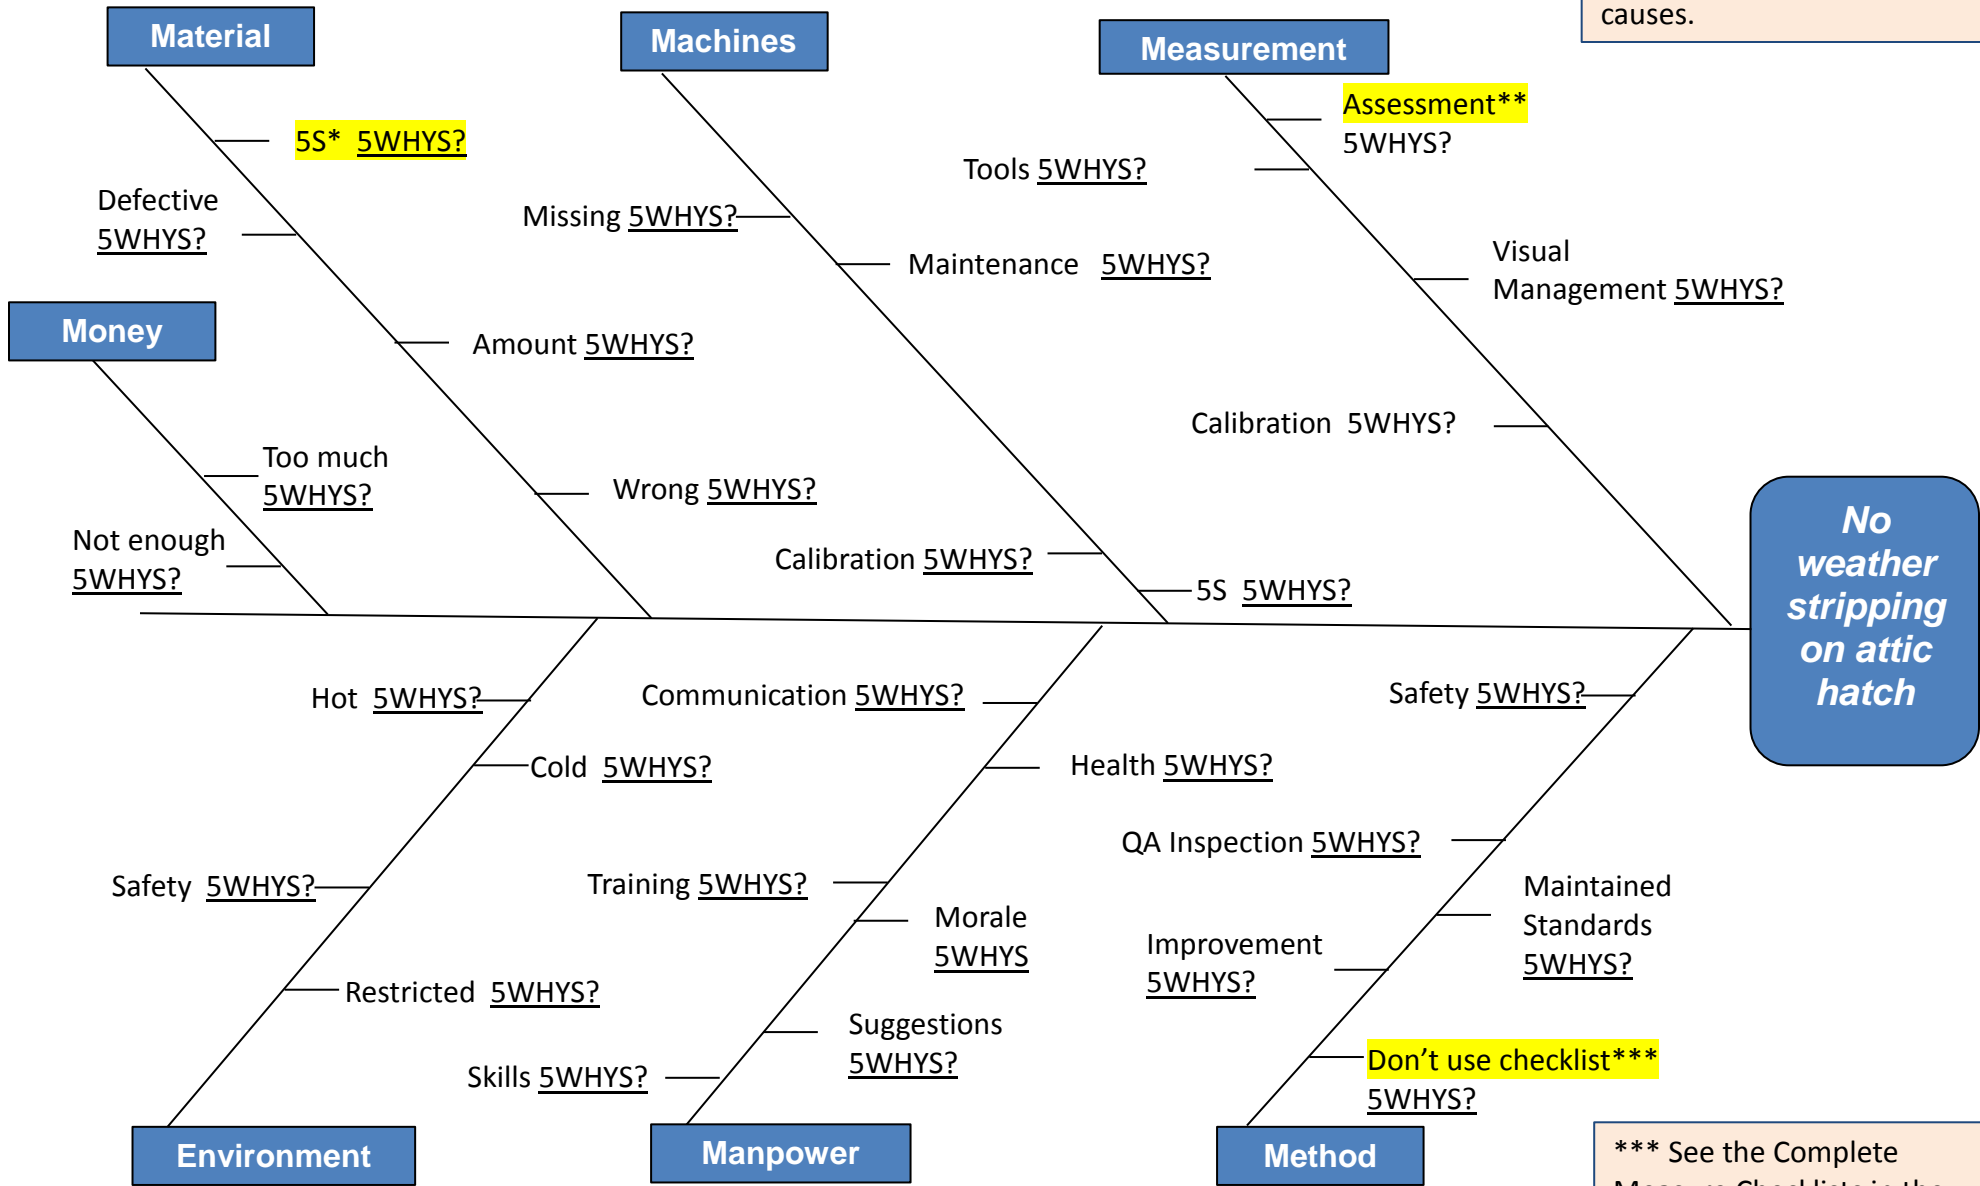 causes.
Material
Machines
Measurement
Assessment**
5WHYS?
5S* 5WHYS?
Tools 5WHYS?
Defective
5WHYS?
Missing 5WHYS?
Maintenance 5WHYS?
Visual
Management 5WHYS?
Money
Amount 5WHYS?
Calibration 5WHYS?
Too much
5WHYS?
Wrong 5WHYS?
Not enough
5WHYS?
Calibration 5WHYS?
5S 5WHYS?
No
weather
stripping
on attic
hatch
Hot 5WHYS?
Communication 5WHYS?
Safety 5WHYS?
Cold 5WHYS?
Health 5WHYS?
QA Inspection 5WHYS?
Safety 5WHYS?
Training 5WHYS?
Maintained
Standards
5WHYS?
Morale
5WHYS
Improvement
5WHYS?
Restricted 5WHYS?
Suggestions
5WHYS?
Skills 5WHYS?
Don’t use checklist***
5WHYS?
Environment
Manpower
Method
*** See the Complete
Measure Checklists in the